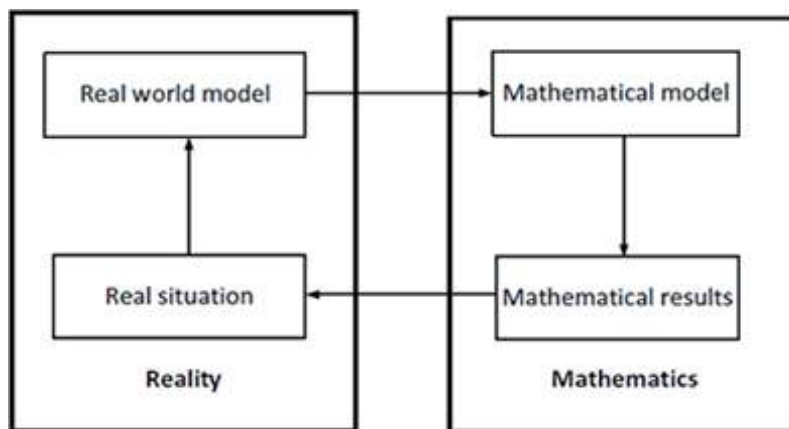 Real world model
Mathematical model
Real situation
Mathematical results
Reality
Mathematics